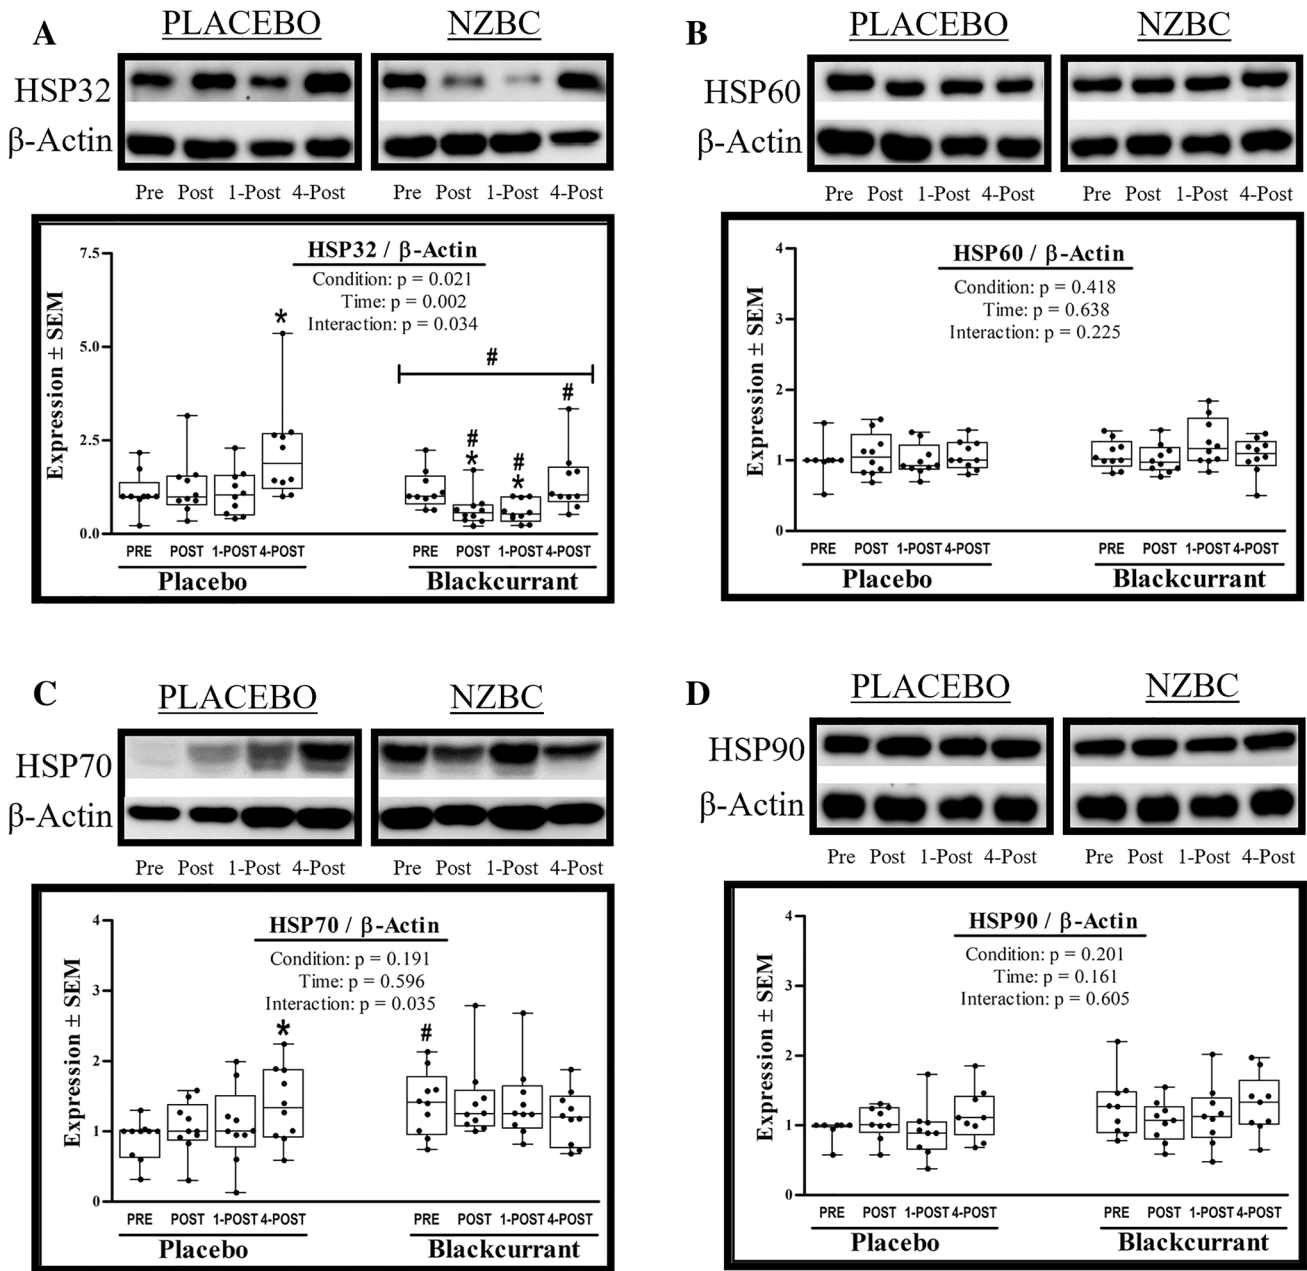 A
PLACEBO
NZBC
HSP32
β-Actin
Pre Post 1-Post 4-Post
Pre Post 1-Post 4-Post
HSP32 / β-Actin
Condition: p = 0.021
Time: p = 0.002
Interaction: p = 0.034
Expression ± SEM
7.5
5.0
2.5
0.0
*
#
#
*
#
*
#
PRE POST 1-POST 4-POST
PRE POST 1-POST 4-POST
Placebo
Blackcurrant
B
PLACEBO
NZBC
HSP60
β-Actin
Pre Post 1-Post 4-Post
Pre Post 1-Post 4-Post
HSP60 / β-Actin
Condition: p = 0.418
Time: p = 0.638
Interaction: p = 0.225
Expression ± SEM
4
3
2
1
0
PRE POST 1-POST 4-POST
PRE POST 1-POST 4-POST
Placebo
Blackcurrant
C
PLACEBO
NZBC
HSP70
β-Actin
Pre Post 1-Post 4-Post
Pre Post 1-Post 4-Post
HSP70 / β-Actin
Condition: p = 0.191
Time: p = 0.596
Interaction: p = 0.035
Expression ± SEM
4
3
2
1
0
*
#
PRE POST 1-POST 4-POST
PRE POST 1-POST 4-POST
Placebo
Blackcurrant
D
PLACEBO
NZBC
HSP90
β-Actin
Pre Post 1-Post 4-Post
Pre Post 1-Post 4-Post
HSP90 / β-Actin
Condition: p = 0.201
Time: p = 0.161
Interaction: p = 0.605
Expression ± SEM
4
3
2
1
0
PRE POST 1-POST 4-POST
PRE POST 1-POST 4-POST
Placebo
Blackcurrant